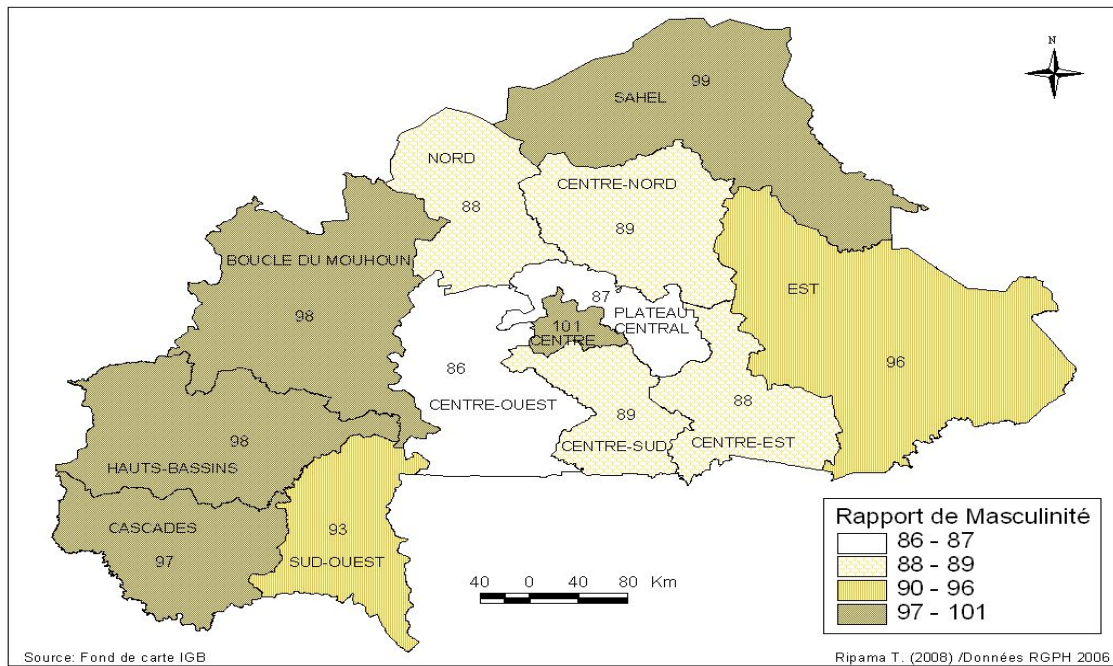 N
SAHEL
99
NORD
88
CENTRE-NORD
89
BOUCLE DU MOUHOUN
98
EST
96
87
PLATEAU
CENTRAL
101
CENTRE
86
CENTRE-OUEST
89
CENTRE-SUD
88
CENTRE-EST
98
HAUTS-BASSINS
CASCADES
97
93
SUD-OUEST
40 0 40 80 Km
Rapport de Masculinité
86 - 87
88 - 89
90 - 96
97 - 101
Source: Fond de carte IGB
Ripama T. (2008) /Données RGPH 2006